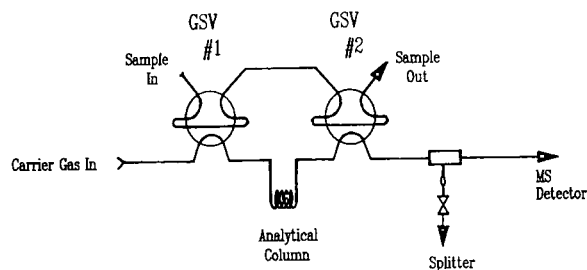 GSV
#1
GSV
#2
Sample
In
Sample
Out
Carrier Gas In
MS
Detector
Analytical
Column
Splitter